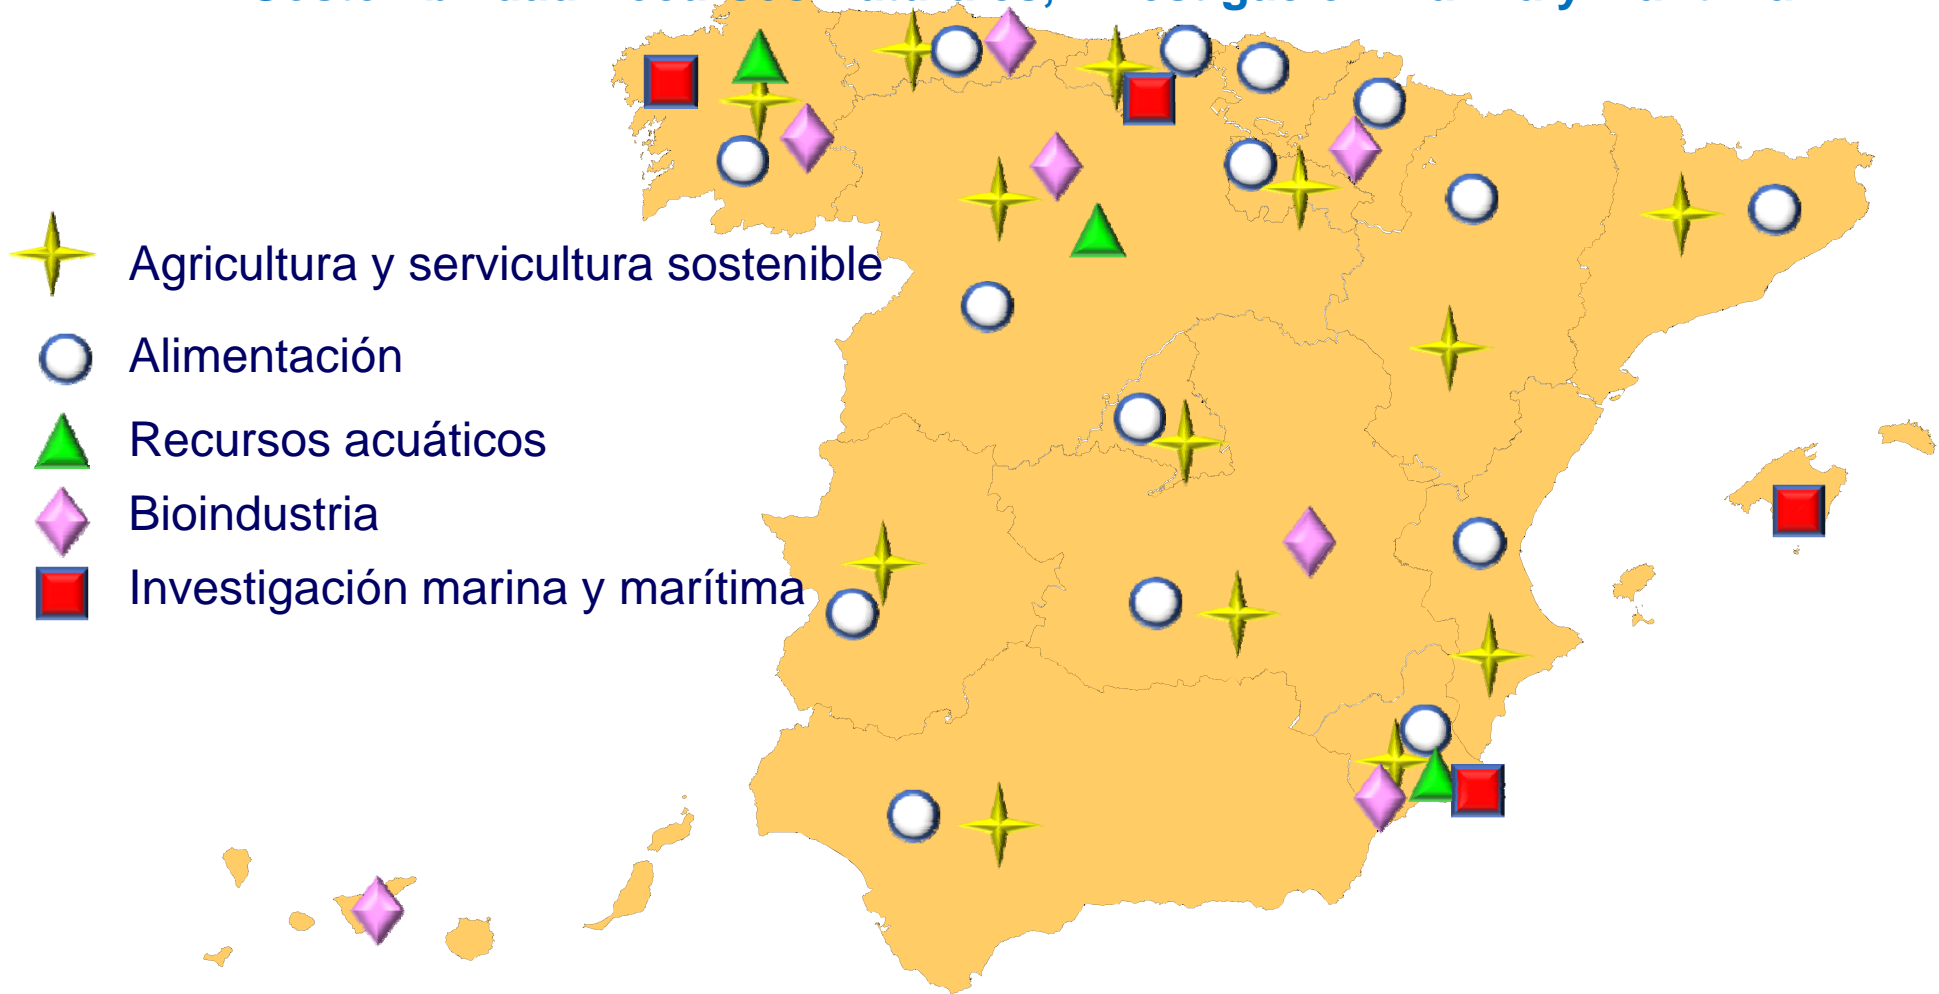 Agricultura y servicultura sostenible
Alimentación
Recursos acuáticos
Bioindustria
Investigación marina y marítima